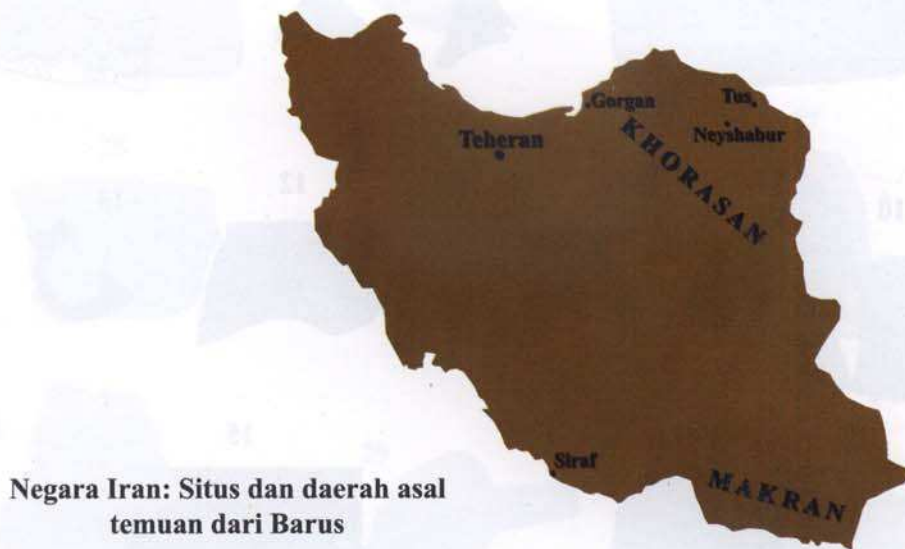 Gorgan
Tus
Neyshabur
Teheran
KHORASAN
Siraf
MAKRAN
Negara Iran: Situs dan daerah asal
temuan dari Barus